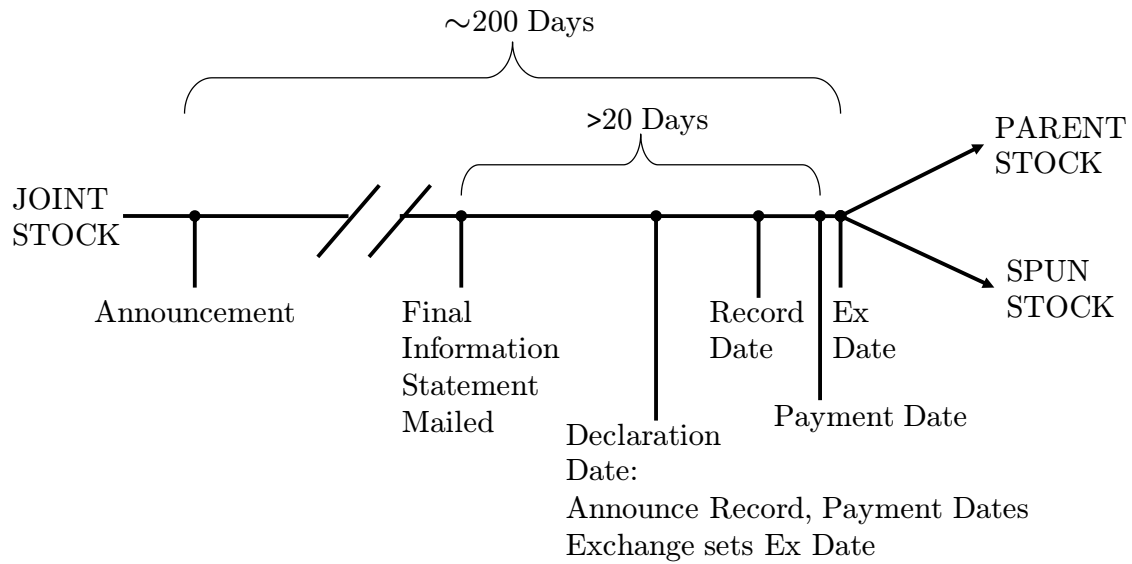 ~200 Days
>20 Days
PARENT
STOCK
JOINT
STOCK
SPUN
STOCK
Announcement
Final
Information
Statement
Mailed
Record
Date
Ex
Date
Payment Date
Declaration
Date:
Announce Record, Payment Dates
Exchange sets Ex Date